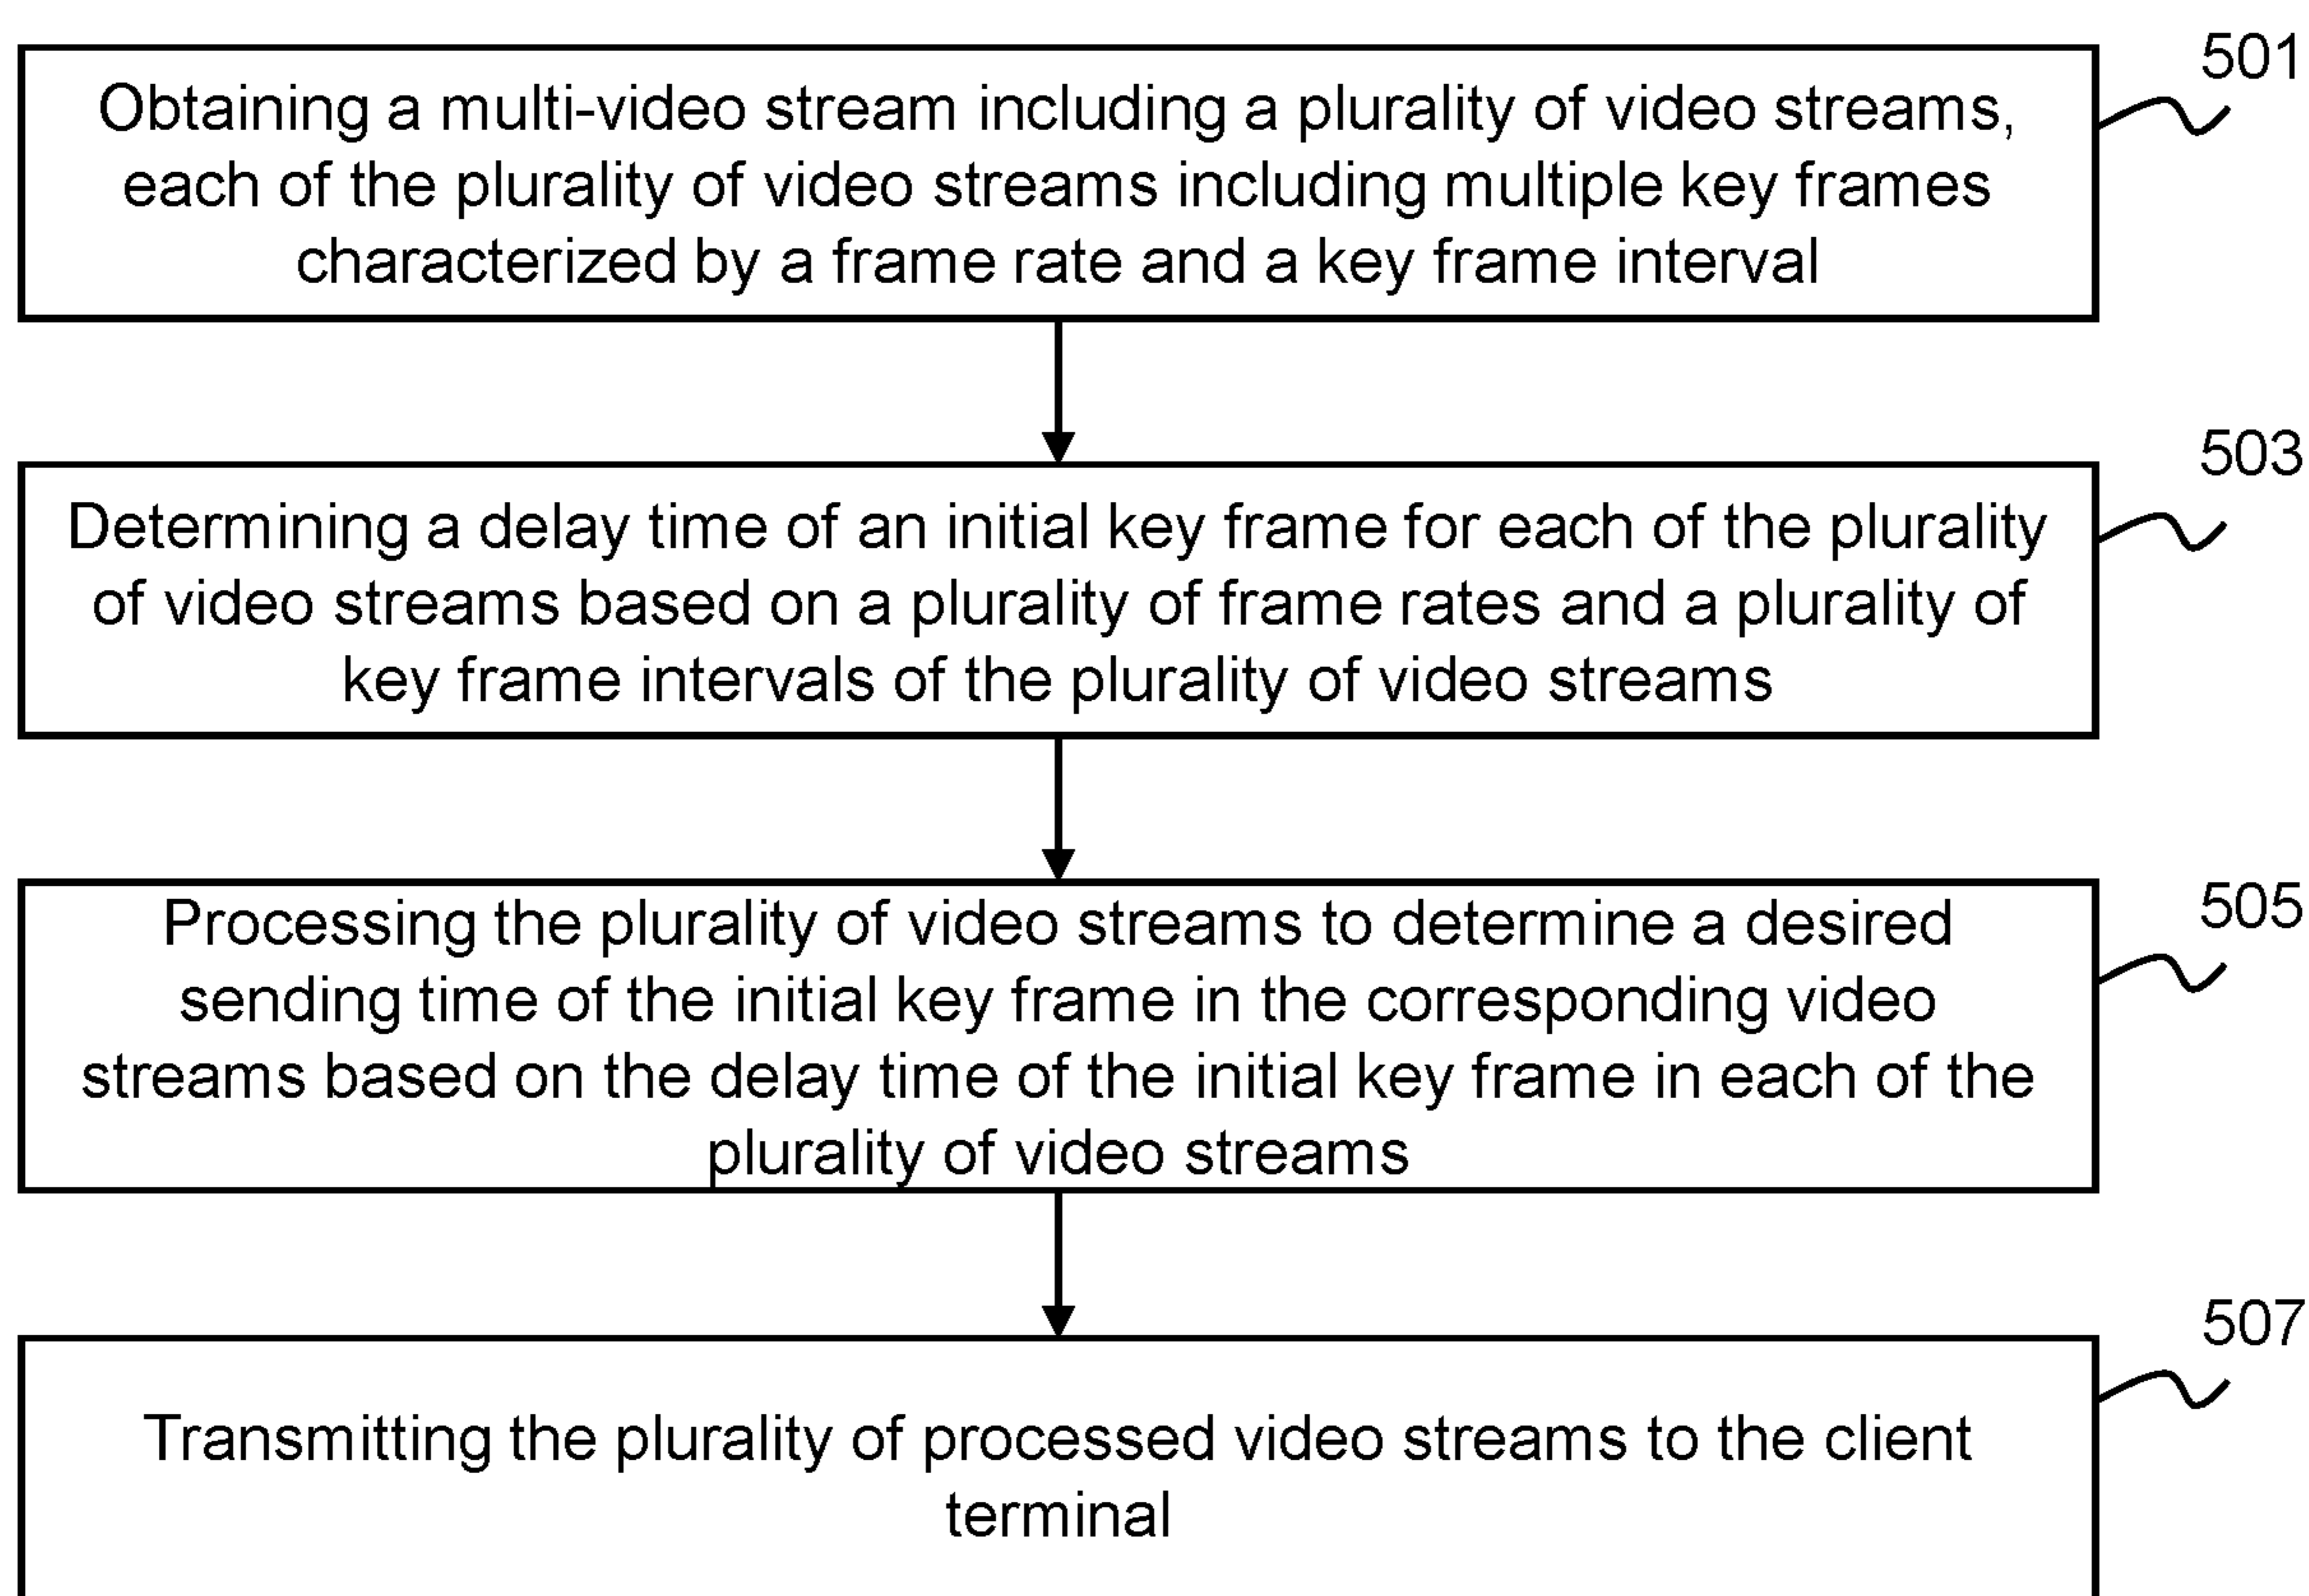 501
Obtaining a multi-video stream including a plurality of video streams,
each of the plurality of video streams including multiple key frames
characterized by a frame rate and a key frame interval
503
Determining a delay time of an initial key frame for each of the plurality
of video streams based on a plurality of frame rates and a plurality of
key frame intervals of the plurality of video streams
505
Processing the plurality of video streams to determine a desired
sending time of the initial key frame in the corresponding video
streams based on the delay time of the initial key frame in each of the
plurality of video streams
507
Transmitting the plurality of processed video streams to the client
terminal